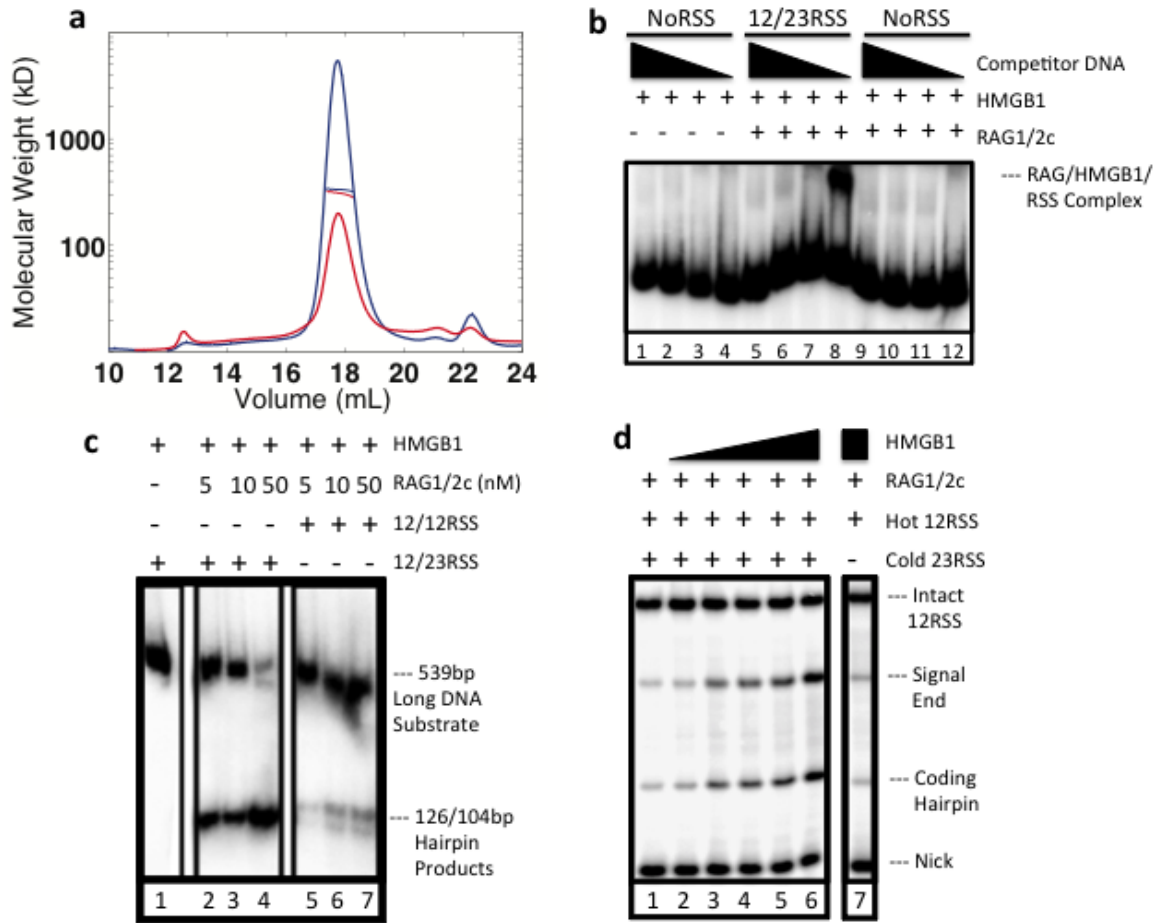 a
Molecular Weight (kD)
1000
100
10 12 14 16 18 20 22 24
Volume (mL)
b
NoRSS 12/23RSS NoRSS
Competitor DNA
+ + + + + + + + + + + + HMGB1
- - - - + + + + + + + + RAG1/2c
--- RAG/HMGB1/
RSS Complex
1 2 3 4 5 6 7 8 9 10 11 12
c
+ + + + + + + HMGB1
- 5 10 50 5 10 50 RAG1/2c (nM)
- - - - + + + 12/12RSS
+ + + + - - - 12/23RSS
--- 539bp
Long DNA
Substrate
--- 126/104bp
Hairpin
Products
1 2 3 4 5 6 7
d
HMGB1
+ + + + + + + RAG1/2c
+ + + + + + + Hot 12RSS
+ + + + + + - Cold 23RSS
--- Intact
12RSS
--- Signal
End
--- Coding
Hairpin
--- Nick
1 2 3 4 5 6 7